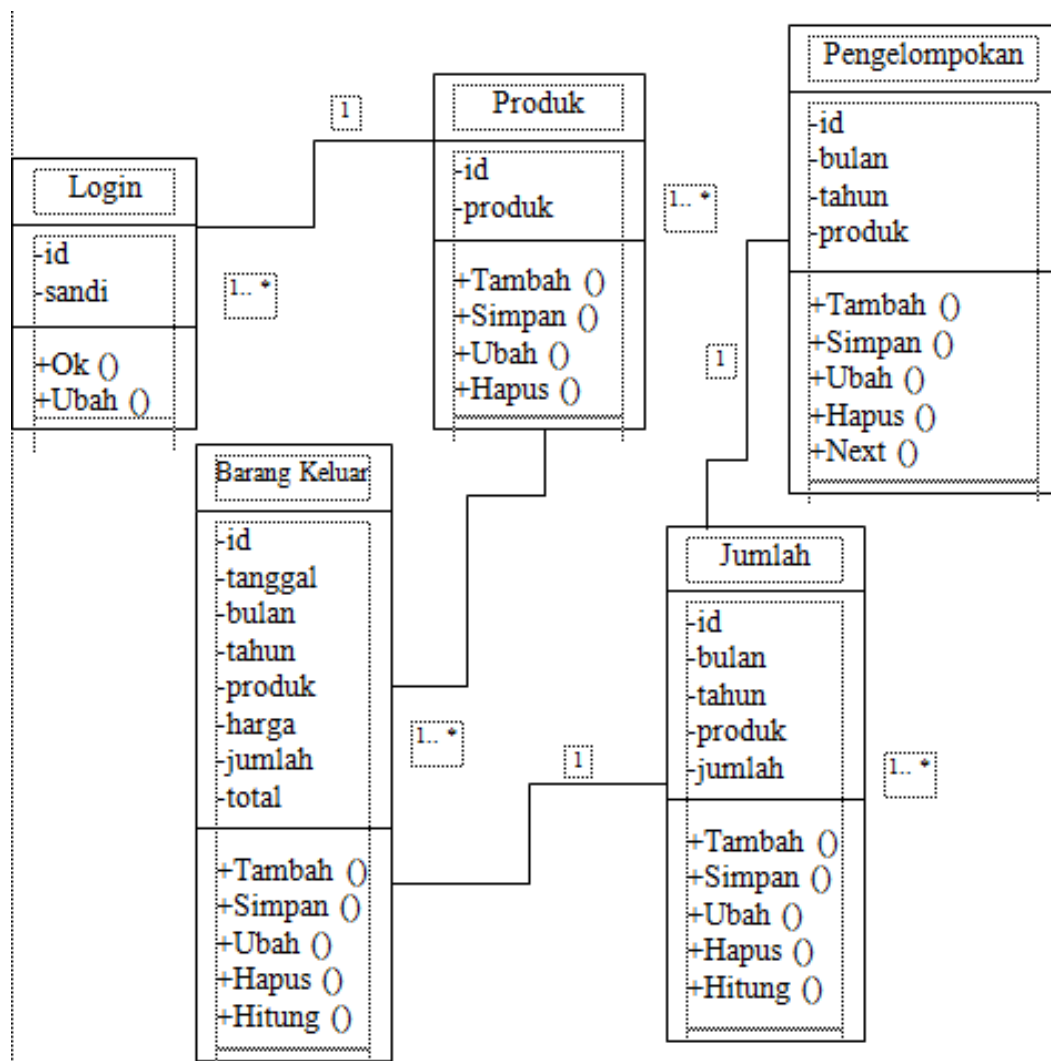 Login
-id
-sandi
+Ok ()
+Ubah ()
1
1.. *
Produk
-id
-produk
+Tambah ()
+Simpan ()
+Ubah ()
+Hapus ()
1.. *
Pengelompokan
-id
-bulan
-tahun
-produk
+Tambah ()
+Simpan ()
+Ubah ()
+Hapus ()
+Next ()
1
Barang Keluar
-id
-tanggal
-bulan
-tahun
-produk
-harga
-jumlah
-total
+Tambah ()
+Simpan ()
+Ubah ()
+Hapus ()
+Hitung ()
1.. *
1
Jumlah
-id
-bulan
-tahun
-produk
-jumlah
+Tambah ()
+Simpan ()
+Ubah ()
+Hapus ()
+Hitung ()
1.. *